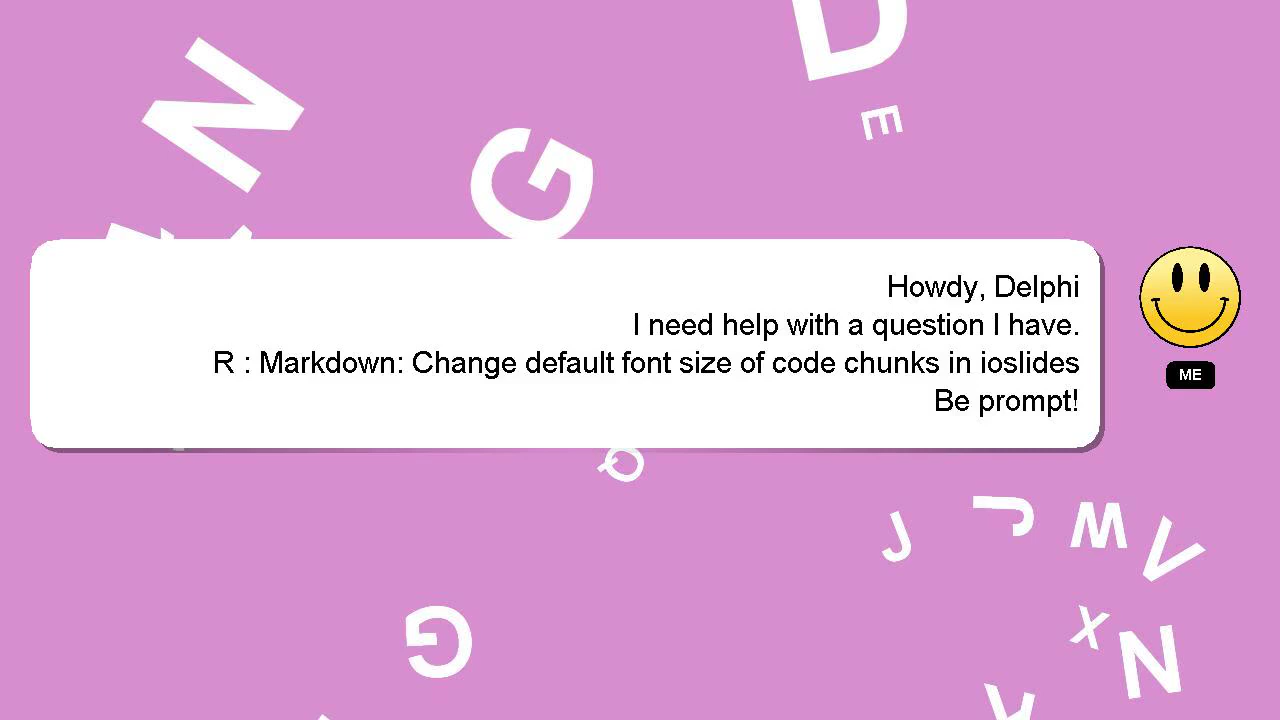 N
D
E
G
Howdy, Delphi
I need help with a question I have.
R : Markdown: Change default font size of code chunks in ioslides
Be prompt!
ME
Q
J
J
W
V
X
G
N
A